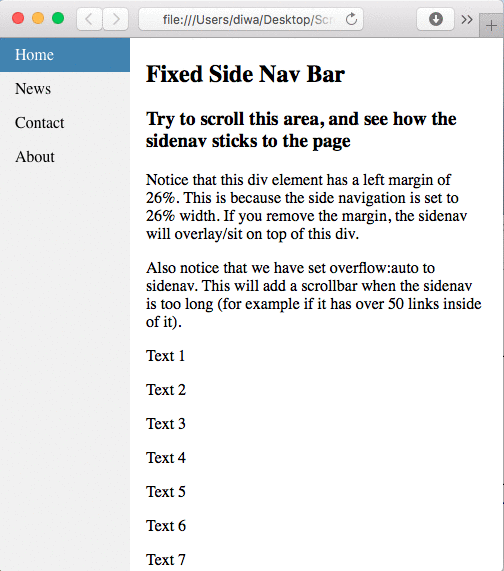 file:///Users/diwa/Desktop/Scr
Home
News
Contact
About
Fixed Side Nav Bar
Try to scroll this area, and see how the
sidenav sticks to the page
Notice that this div element has a left margin of
26%. This is because the side navigation is set to
26% width. If you remove the margin, the sidenav
will overlay/sit on top of this div.
Also notice that we have set overflow:auto to
sidenav. This will add a scrollbar when the sidenav
is too long (for example if it has over 50 links inside
of it).
Text 1
Text 2
Text 3
Text 4
Text 5
Text 6
Text 7